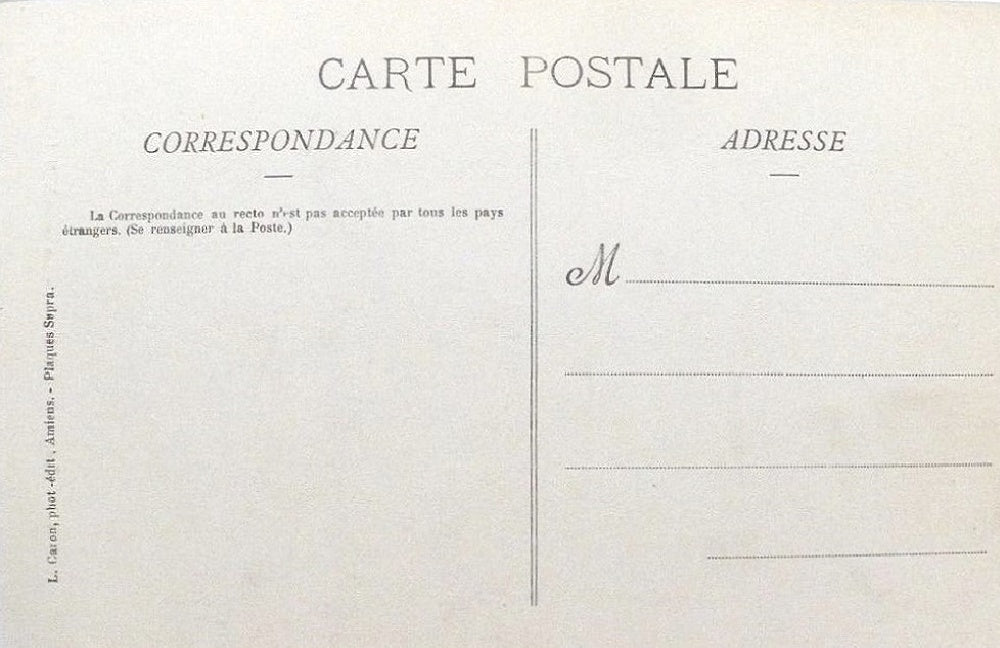 CARTE POSTALE
CORRESPONDANCE
ADRESSE
La Correspondance au recto n'est pas acceptée par tous les pays
étrangers. (Se renseigner à la Poste.)
M
L. Caron, phot-édit, Amiens. - Plaques Supra.